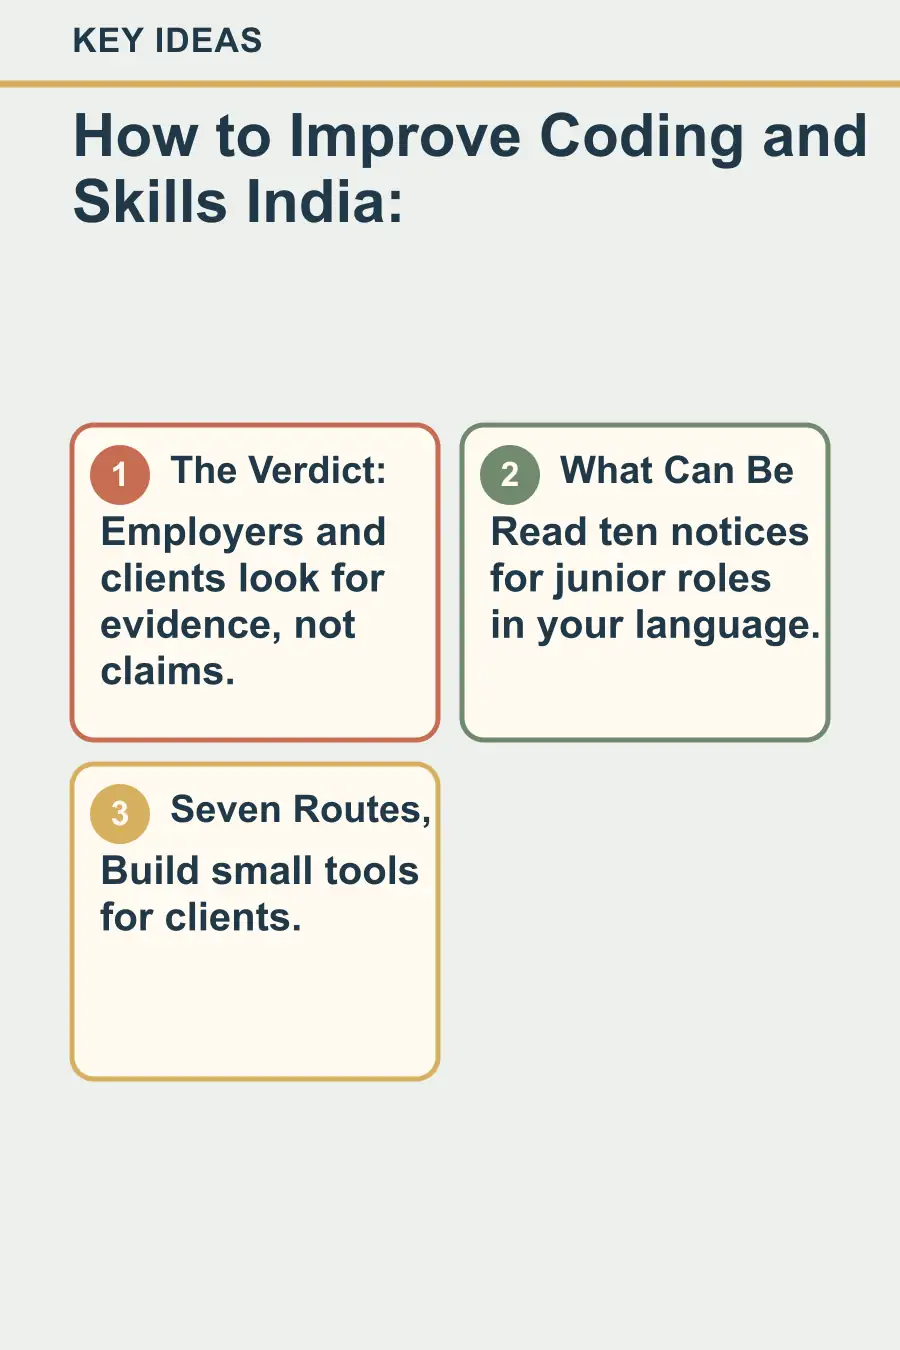 KEY IDEAS
How to Improve Coding and
Skills India:
1 The Verdict:
Employers and
clients look for
evidence, not
claims.
2 What Can Be
Read ten notices
for junior roles
in your language.
3 Seven Routes,
Build small tools
for clients.